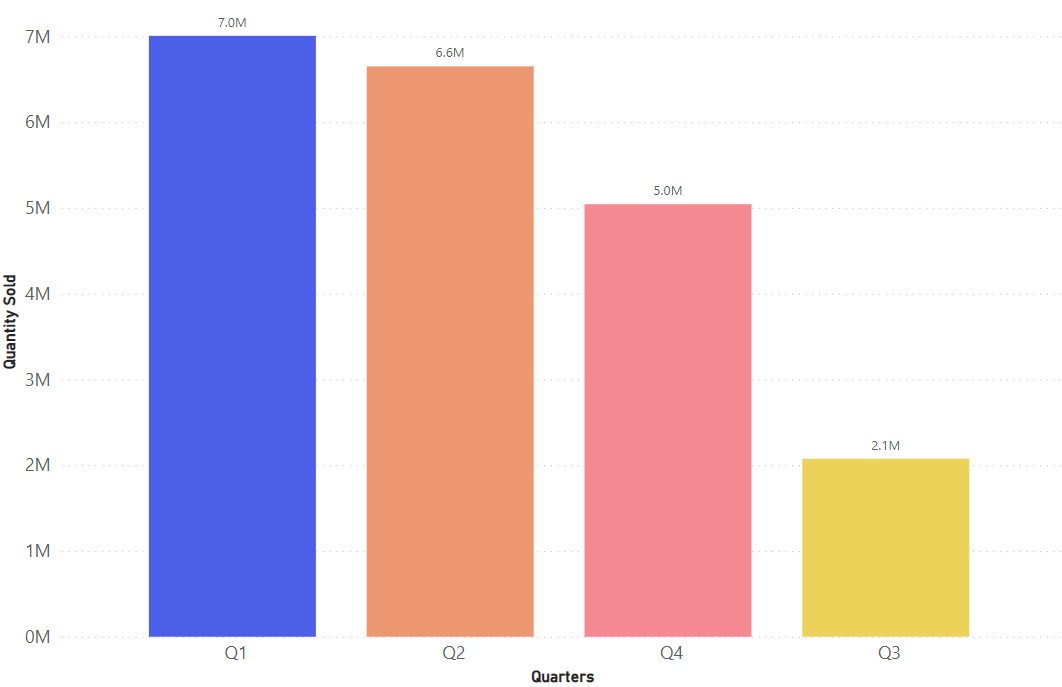 7.0M
7M
6.6M
6M
5.0M
5M
Quantity Sold
4M
3M
2.1M
2M
1M
0M
Q1 Q2 Q4 Q3
Quarters